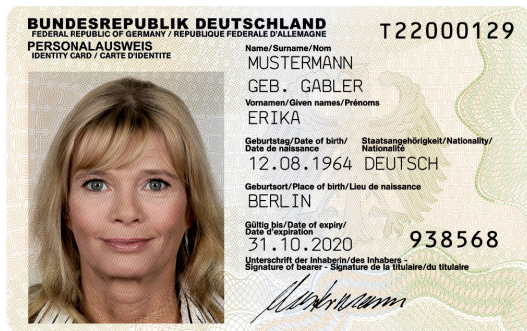 BUNDESREPUBLIK DEUTSCHLAND
FEDERAL REPUBLIC OF GERMANY / REPUBLIQUE FEDERALE D'ALLEMAGNE
PERSONALAUSWEIS
IDENTITY CARD / CARTE D'IDENTITE
T22000129
Name/Surname/Nom
MUSTERMANN
GEB. GABLER
Vornamen/Given names/Prénoms
ERIKA
Geburtstag/Date of birth/
Date de naissance
12.08.1964
Staatsangehörigkeit/Nationality/
Nationalité
DEUTSCH
Geburtsort/Place of birth/Lieu de naissance
BERLIN
Gültig bis/Date of expiry/
Date d'expiration
31.10.2020
938568
Unterschrift der Inhaberin/des Inhabers -
Signature of bearer - Signature de la titulaire/du titulaire
Mustermann